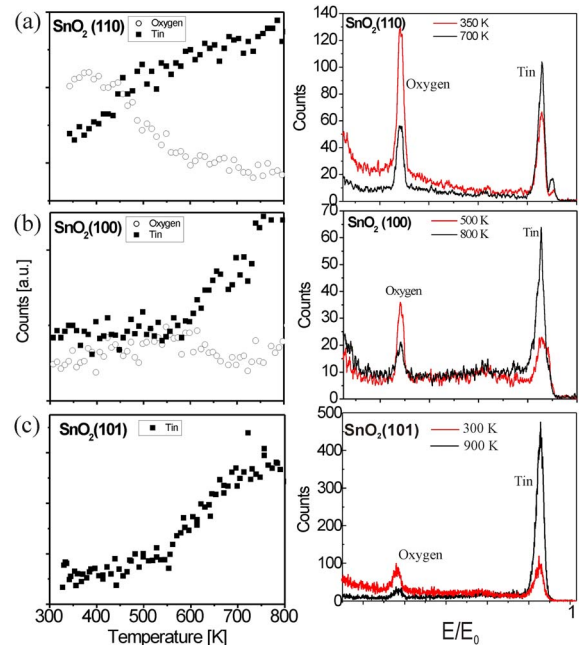 (a)
SnO2 (110)
Oxygen
Tin
(b)
SnO2(100)
Oxygen
Tin
Counts [a.u.]
(c)
SnO2(101)
Tin
300 400 500 600 700 800
Temperature [K]
SnO2(110)
350 K
700 K
Oxygen
Tin
Counts
140
120
100
80
60
40
20
0
SnO2 (100)
500 K
800 K
Oxygen
Tin
Counts
70
60
50
40
30
20
10
0
SnO2(101)
300 K
900 K
Oxygen
Tin
Counts
500
400
300
200
100
0
1
E/E0